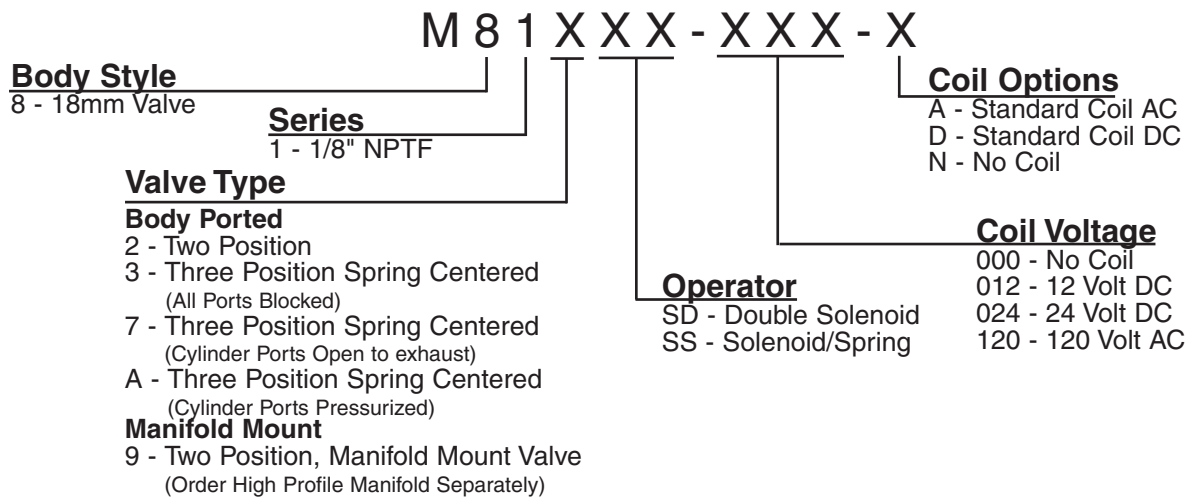 M 8 1 X X X - X X X - X
Body Style
8 - 18mm Valve
Series
1 - 1/8" NPTF
Valve Type
Body Ported
2 - Two Position
3 - Three Position Spring Centered
(All Ports Blocked)
7 - Three Position Spring Centered
(Cylinder Ports Open to exhaust)
A - Three Position Spring Centered
(Cylinder Ports Pressurized)
Manifold Mount
9 - Two Position, Manifold Mount Valve
(Order High Profile Manifold Separately)
Operator
SD - Double Solenoid
SS - Solenoid/Spring
Coil Voltage
000 - No Coil
012 - 12 Volt DC
024 - 24 Volt DC
120 - 120 Volt AC
Coil Options
A - Standard Coil AC
D - Standard Coil DC
N - No Coil